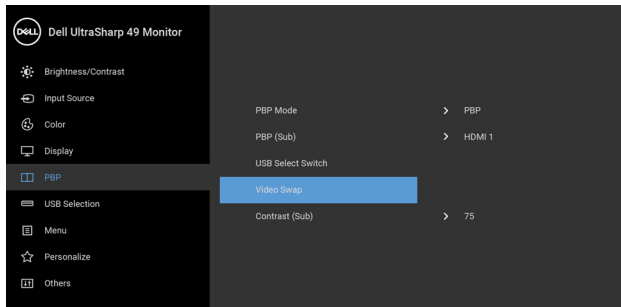 DELL Dell UltraSharp 49 Monitor
Brightness/Contrast
Input Source
Color
Display
PBP
USB Selection
Menu
Personalize
Others
PBP Mode > PBP
PBP (Sub) > HDMI 1
USB Select Switch
Video Swap
Contrast (Sub) > 75